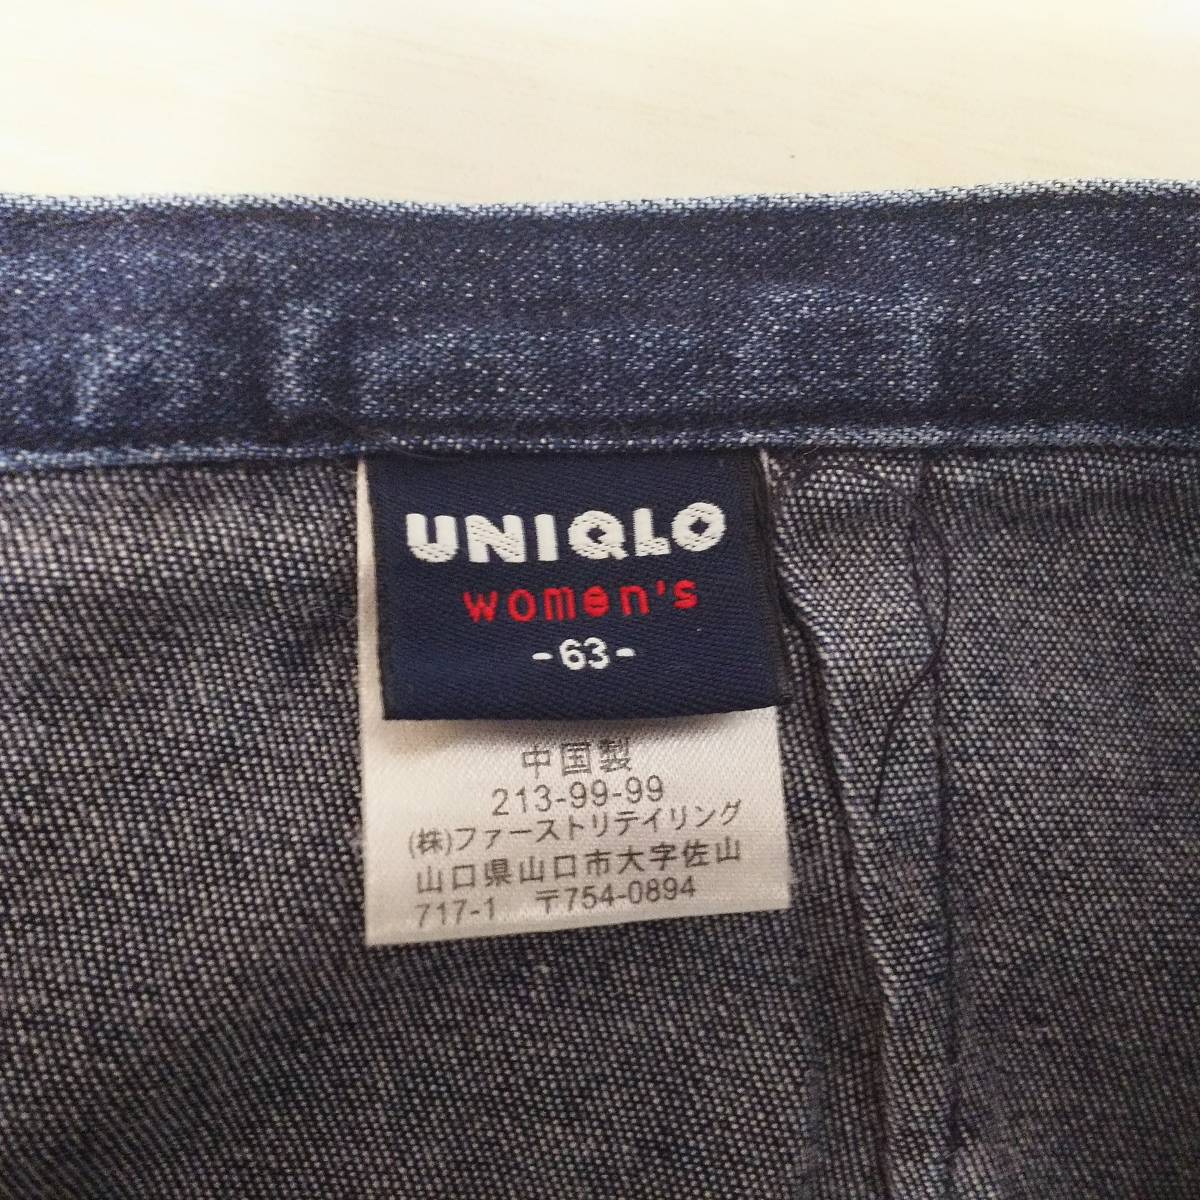 UNIQLO
women's
-63-
中国製
213-99-99
(株)ファーストリテイリング
山口県山口市大字佐山
717-1 〒754-0894